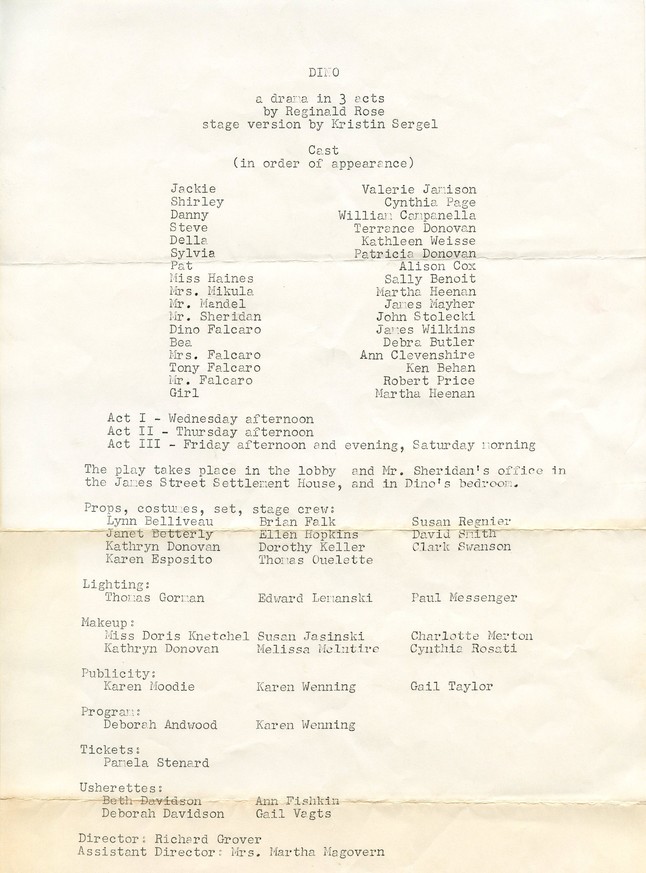 DINO
a drama in 3 acts
by Reginald Rose
stage version by Kristin Sergel
Cast
(in order of appearance)
Jackie Valerie Jamison
Shirley Cynthia Page
Danny William Campanella
Steve Terrance Donovan
Della Kathleen Weisse
Sylvia Patricia Donovan
Pat Alison Cox
Miss Haines Sally Benoit
Mrs. Mikula Martha Heenan
Mr. Mandel James Mayher
Mr. Sheridan John Stolecki
Dino Falcaro James Wilkins
Bea Debra Butler
Mrs. Falcaro Ann Clevenshire
Tony Falcaro Ken Behan
Mr. Falcaro Robert Price
Girl Martha Heenan
Act I - Wednesday afternoon
Act II - Thursday afternoon
Act III - Friday afternoon and evening, Saturday morning
The play takes place in the lobby and Mr. Sheridan's office in
the James Street Settlement House, and in Dino's bedroom.
Props, costumes, set, stage crew:
Lynn Belliveau Brian Falk Susan Regnier
Janet Betterly Ellen Hopkins David Smith
Kathryn Donovan Dorothy Keller Clark Swanson
Karen Esposito Thomas Ouelette
Lighting:
Thomas Gorman Edward Lemanski Paul Messenger
Makeup:
Miss Doris Knetchel Susan Jasinski Charlotte Merton
Kathryn Donovan Melissa McIntire Cynthia Rosati
Publicity:
Karen Moodie Karen Wenning Gail Taylor
Program:
Deborah Andwood Karen Wenning
Tickets:
Pamela Stenard
Usherettes:
Beth Davidson Ann Fishkin
Deborah Davidson Gail Vagts
Director: Richard Grover
Assistant Director: Mrs. Martha Magovern